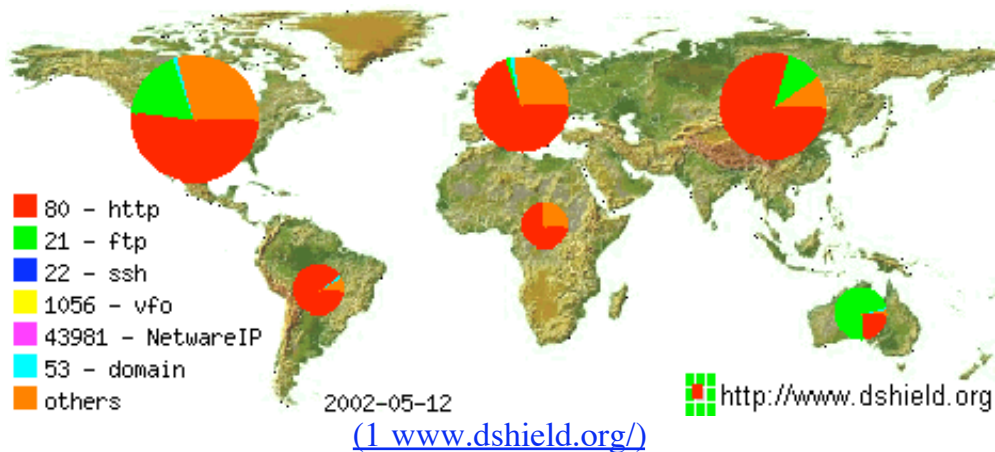 80 - http
21 - ftp
22 - ssh
1056 - vfo
43981 - NetwareIP
53 - domain
others
2002-05-12
http://www.dshield.org
(1 www.dshield.org/)